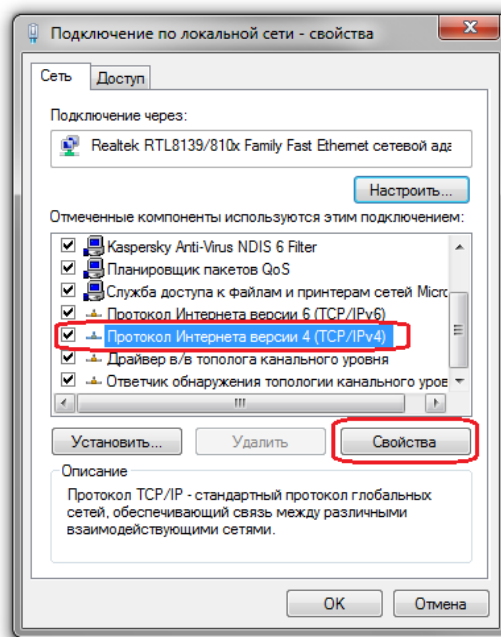 Подключение по локальной сети - свойства
Сеть
Доступ
Подключение через:
Realtek RTL8139/810x Family Fast Ethernet сетевой ада
Настроить...
Отмеченные компоненты используются этим подключением:
Kaspersky Anti-Virus NDIS 6 Filter
Планировщик пакетов QoS
Служба доступа к файлам и принтерам сетей Micro
Протокол Интернета версии 6 (TCP/IPv6)
Протокол Интернета версии 4 (TCP/IPv4)
Драйвер в/в тополога канального уровня
Ответчик обнаружения топологии канального уров
Установить...
Удалить
Свойства
Описание
Протокол TCP/IP - стандартный протокол глобальных
сетей, обеспечивающий связь между различными
взаимодействующими сетями.
OK
Отмена